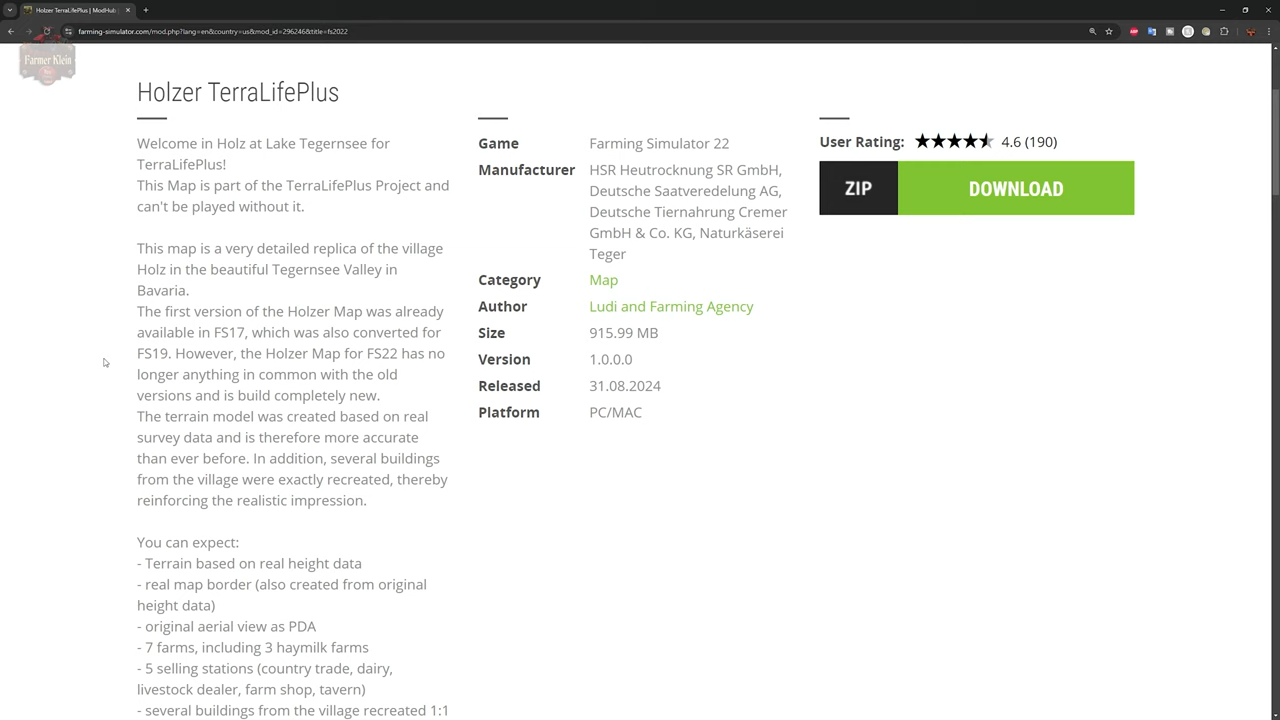 Holzer TerraLifePlus | ModHub
farming-simulator.com/mod.php?lang=en&country=us&mod_id=296246&title=fs2022
Farmer Klein
Holzer TerraLifePlus
Welcome in Holz at Lake Tegernsee for
TerraLifePlus!
This Map is part of the TerraLifePlus Project and
can't be played without it.
This map is a very detailed replica of the village
Holz in the beautiful Tegernsee Valley in
Bavaria.
The first version of the Holzer Map was already
available in FS17, which was also converted for
FS19. However, the Holzer Map for FS22 has no
longer anything in common with the old
versions and is build completely new.
The terrain model was created based on real
survey data and is therefore more accurate
than ever before. In addition, several buildings
from the village were exactly recreated, thereby
reinforcing the realistic impression.
You can expect:
- Terrain based on real height data
- real map border (also created from original
height data)
- original aerial view as PDA
- 7 farms, including 3 haymilk farms
- 5 selling stations (country trade, dairy,
livestock dealer, farm shop, tavern)
- several buildings from the village recreated 1:1
Game Farming Simulator 22
Manufacturer HSR Heutrocknung SR GmbH,
Deutsche Saatveredelung AG,
Deutsche Tiernahrung Cremer
GmbH & Co. KG, Naturkäserei
Teger
Category Map
Author Ludi and Farming Agency
Size 915.99 MB
Version 1.0.0.0
Released 31.08.2024
Platform PC/MAC
User Rating: 4.6 (190)
ZIP DOWNLOAD